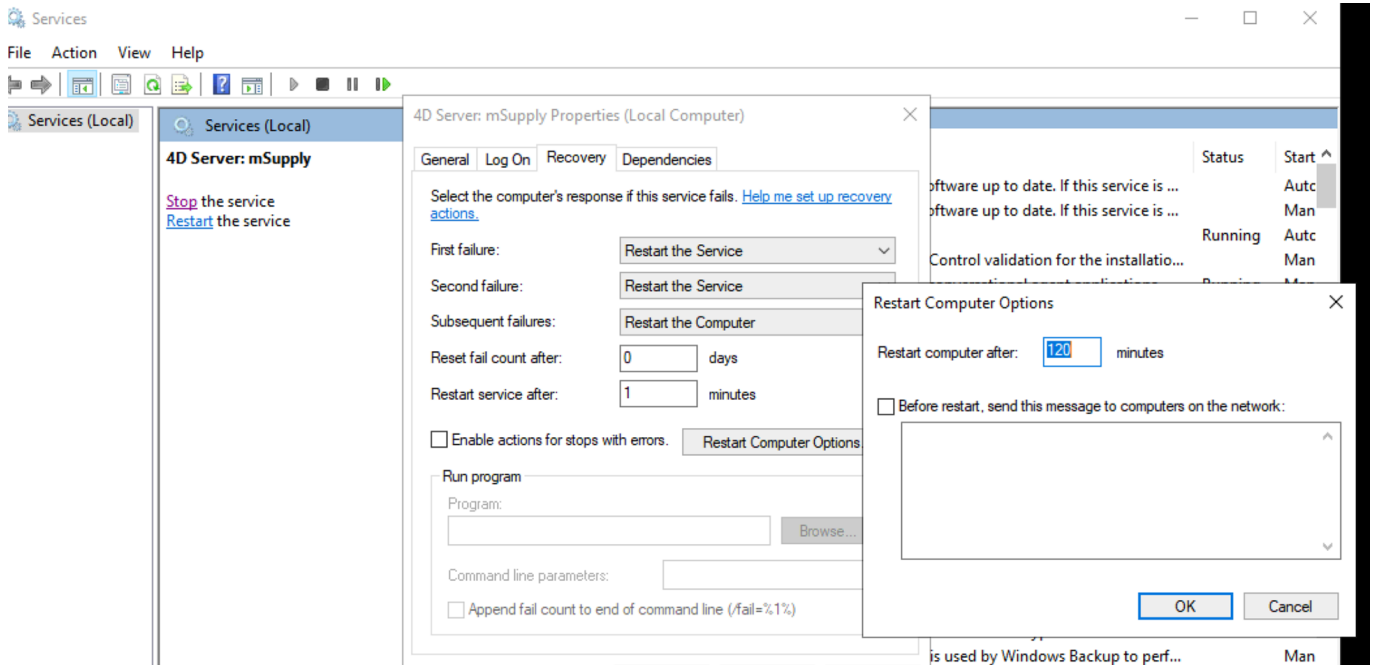 Services
File Action View Help
Services (Local)
Services (Local)
4D Server: mSupply
Stop the service
Restart the service
4D Server: mSupply Properties (Local Computer)
General Log On Recovery Dependencies
Select the computer's response if this service fails. Help me set up recovery
actions.
First failure: Restart the Service
Second failure: Restart the Service
Subsequent failures: Restart the Computer
Reset fail count after: 0 days
Restart service after: 1 minutes
Enable actions for stops with errors. Restart Computer Options
Run program
Program:
Browse...
Command line parameters:
Append fail count to end of command line (/fail=%1%)
Status Start
oftware up to date. If this service is ... Autc
oftware up to date. If this service is ... Man
Running Autc
Control validation for the installatio... Man
Restart Computer Options
Restart computer after: 120 minutes
Before restart, send this message to computers on the network:
OK Cancel
is used by Windows Backup to perf... Man